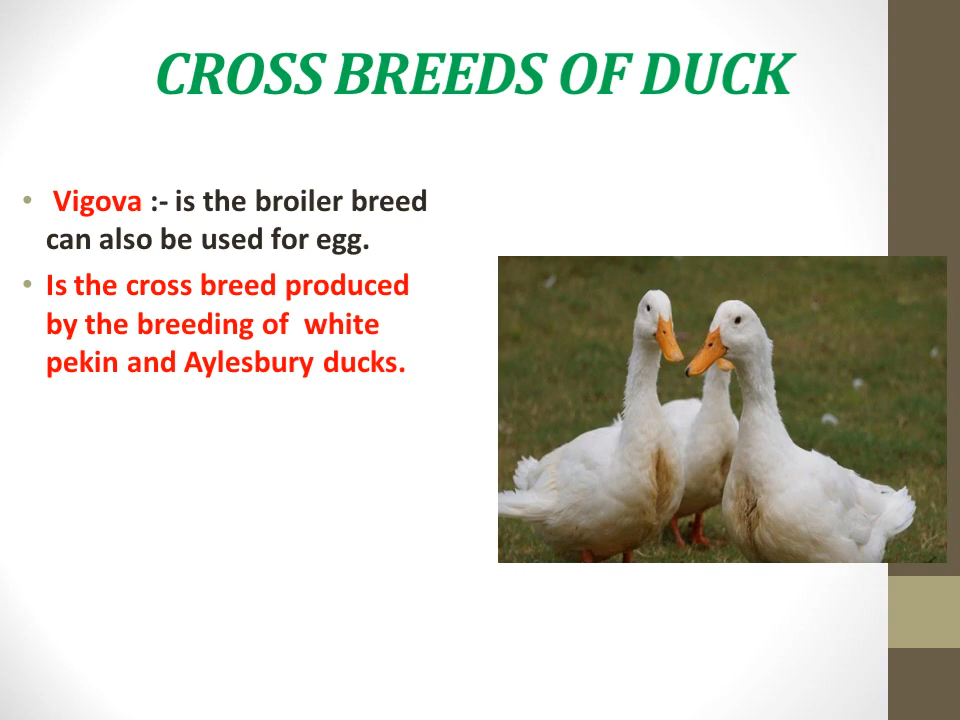 CROSS BREEDS OF DUCK
• Vigova :- is the broiler breed
can also be used for egg.
• Is the cross breed produced
by the breeding of white
pekin and Aylesbury ducks.